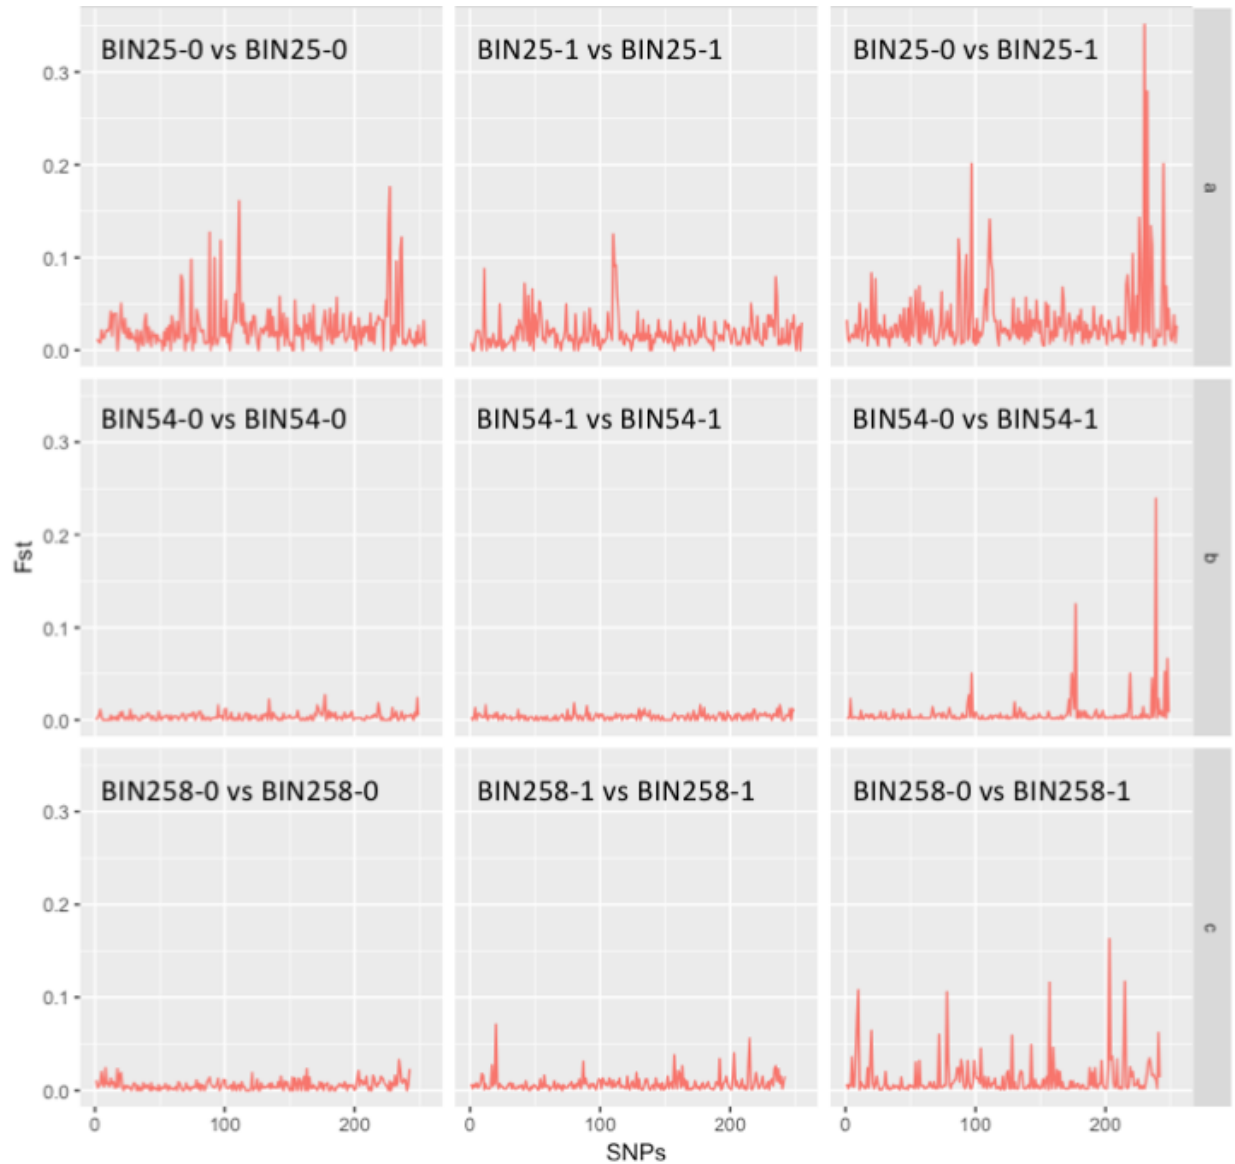 BIN25-0 vs BIN25-0
BIN25-1 vs BIN25-1
BIN25-0 vs BIN25-1
0.3
0.2
0.1
0.0
a
BIN54-0 vs BIN54-0
BIN54-1 vs BIN54-1
BIN54-0 vs BIN54-1
0.3
0.2
0.1
0.0
b
Fst
BIN258-0 vs BIN258-0
BIN258-1 vs BIN258-1
BIN258-0 vs BIN258-1
0.3
0.2
0.1
0.0
c
0 100 200
0 100 200
0 100 200
SNPs